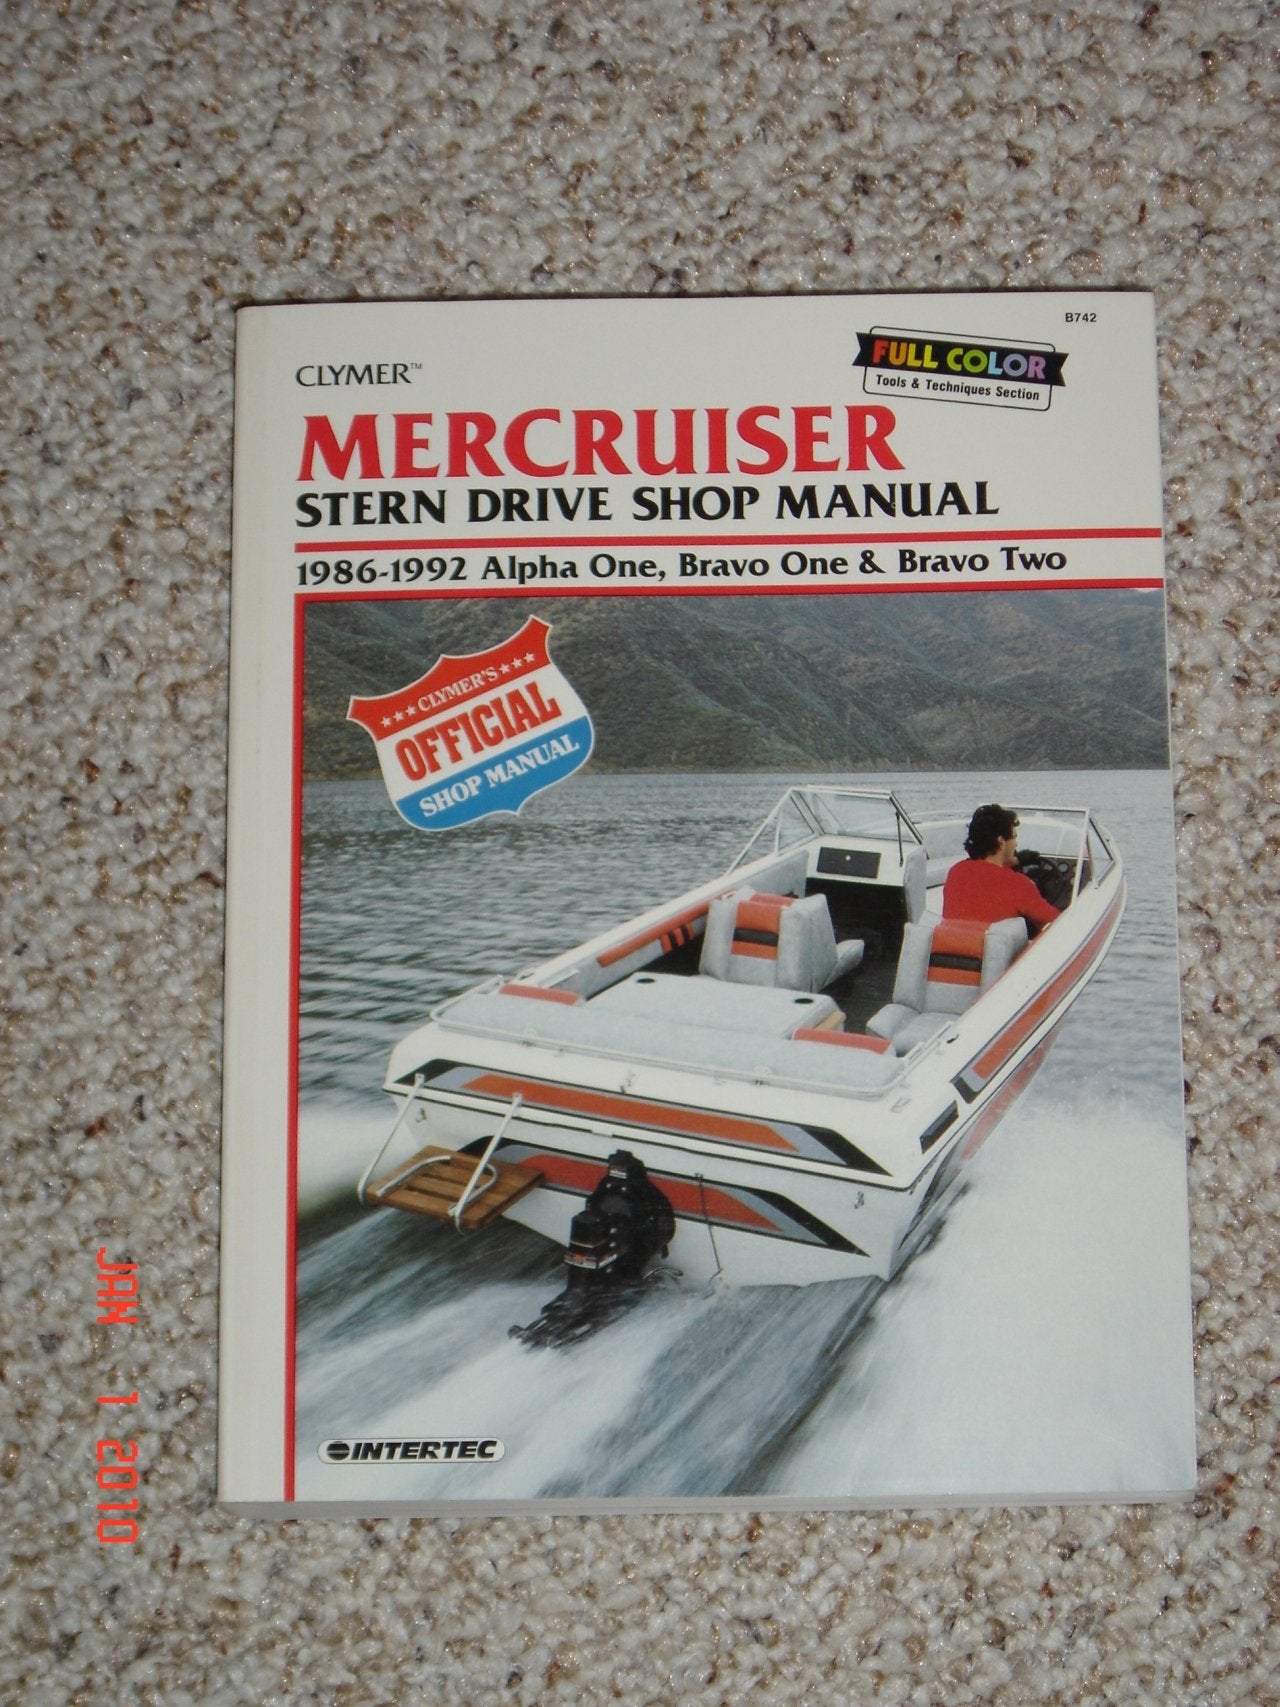 B742
FULL COLOR
Tools & Techniques Section
CLYMER™
MERCRUISER
STERN DRIVE SHOP MANUAL
1986-1992 Alpha One, Bravo One & Bravo Two
★★★CLYMER'S★★★
OFFICIAL
SHOP MANUAL
INTERTEC
JAN 1 2010